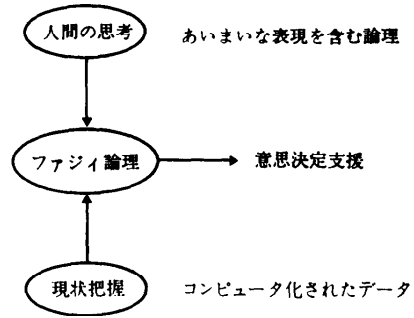 人間の思考 あいまいな表現を含む論理
ファジィ論理 意思決定支援
現状把握 コンピュータ化されたデータ